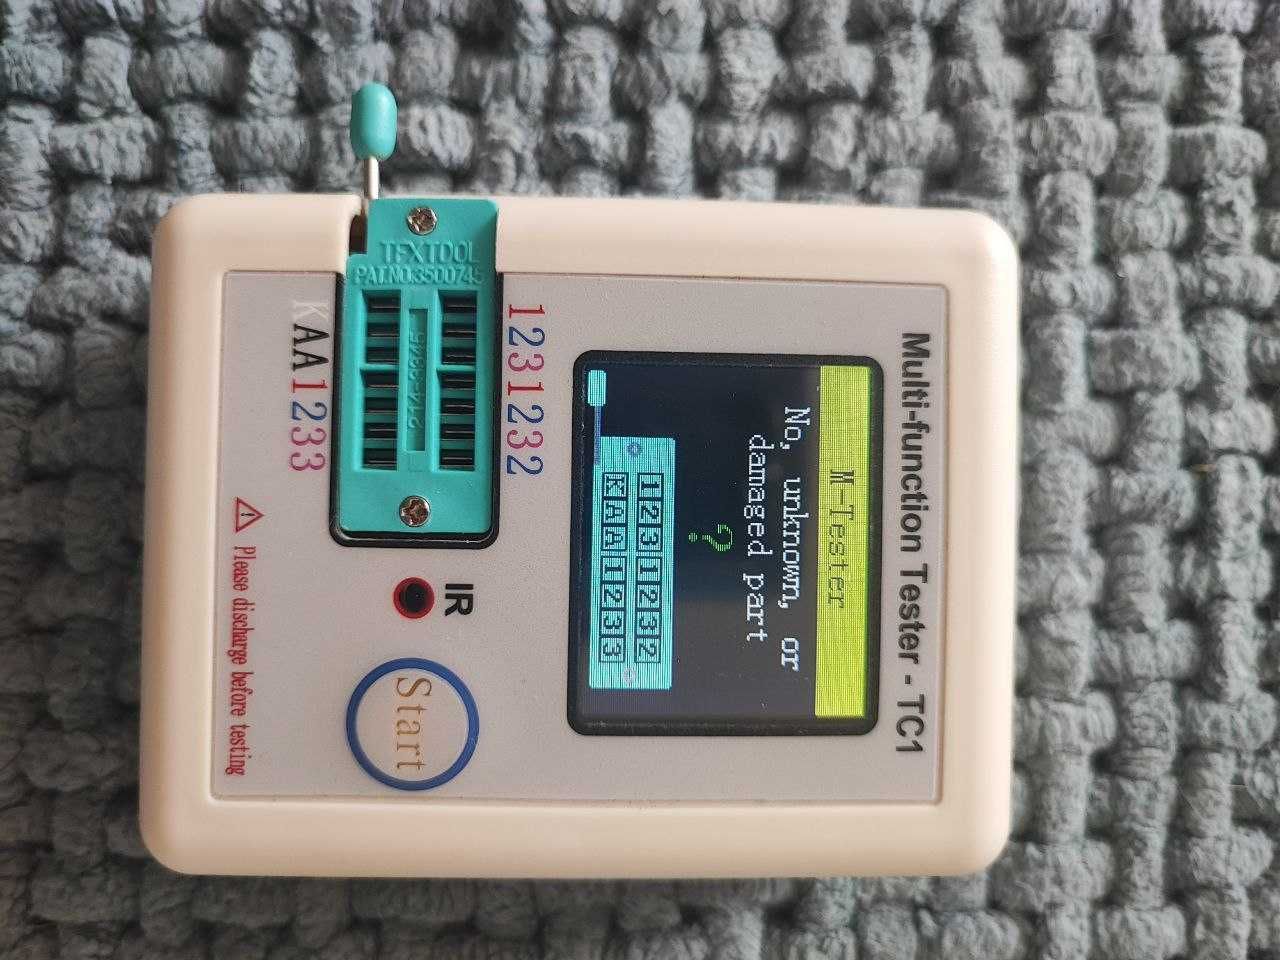 Multi-function Tester - TC1
M-Tester
No, unknown, or
damaged part
?
1231232
KAA1233
1231232
TFXTOOL
PAT.NO.3500745
KAA1233
IR
Start
Please discharge before testing